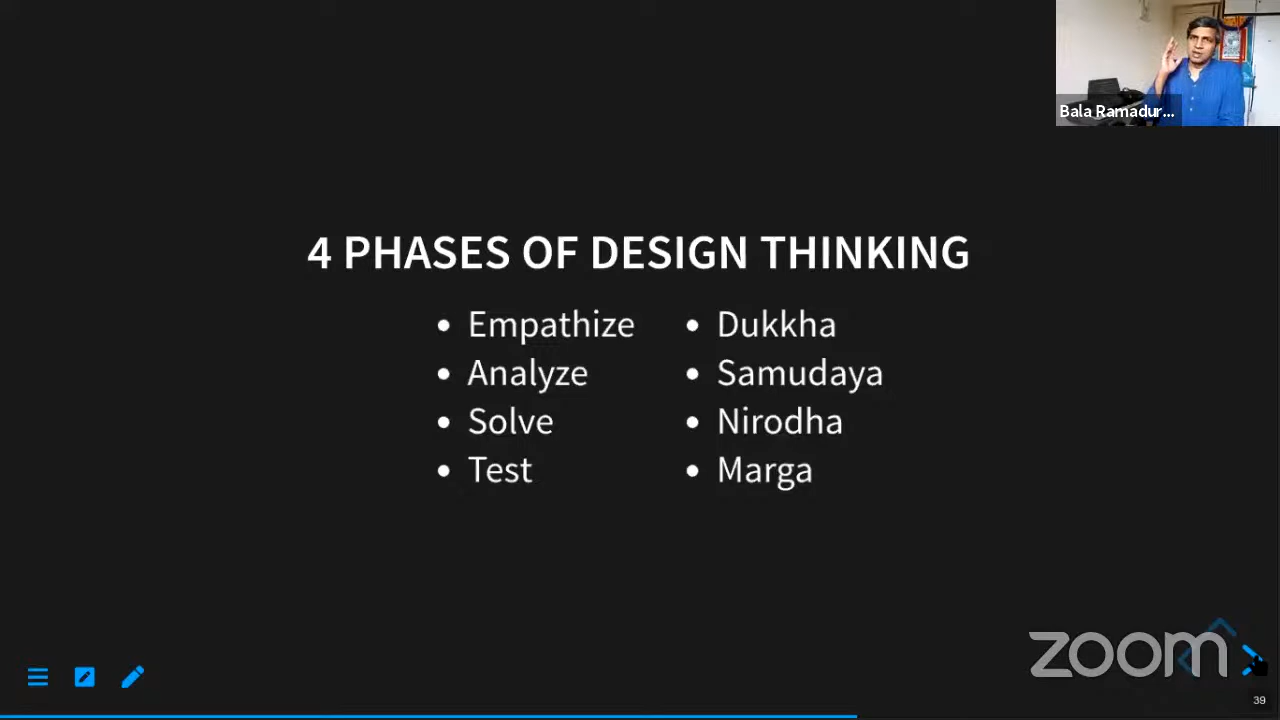 Bala Ramadur...
4 PHASES OF DESIGN THINKING
• Empathize
• Analyze
• Solve
• Test
• Dukkha
• Samudaya
• Nirodha
• Marga
zoom
39